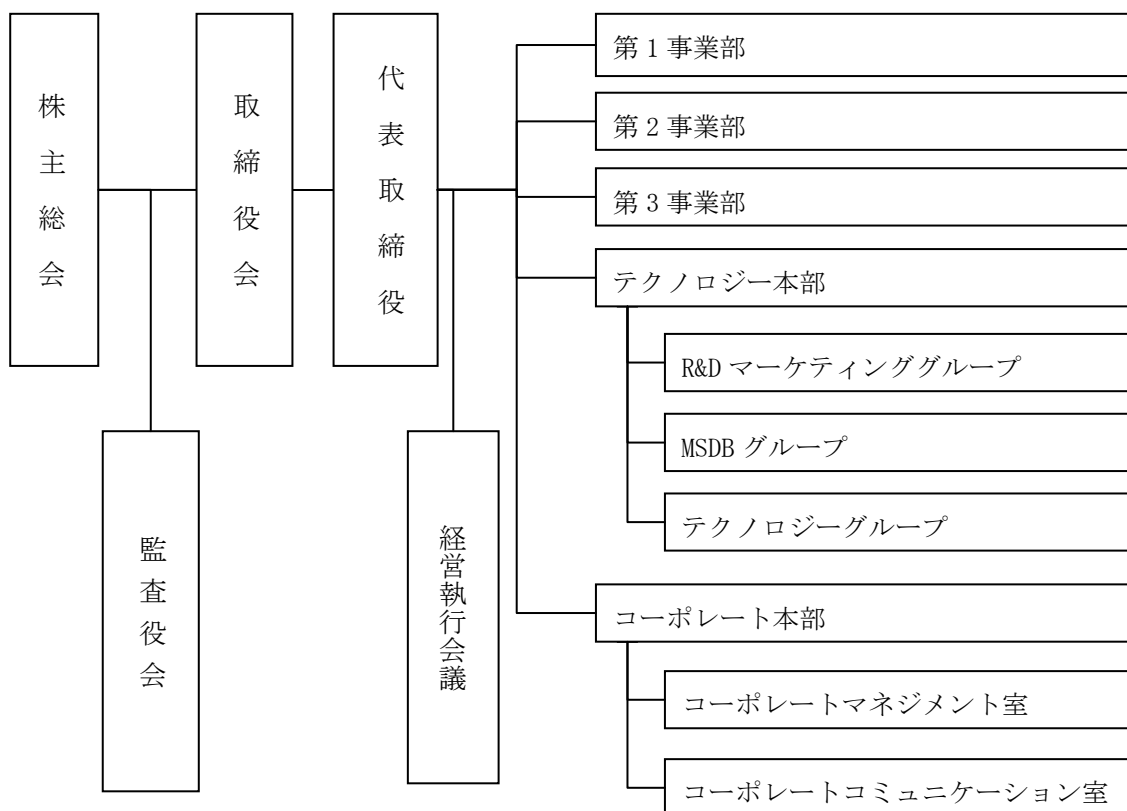 株主総会
取締役会
代表取締役
監査役会
経営執行会議
第1事業部
第2事業部
第3事業部
テクノロジー本部
R&Dマーケティンググループ
MSDBグループ
テクノロジーグループ
コーポレート本部
コーポレートマネジメント室
コーポレートコミュニケーション室